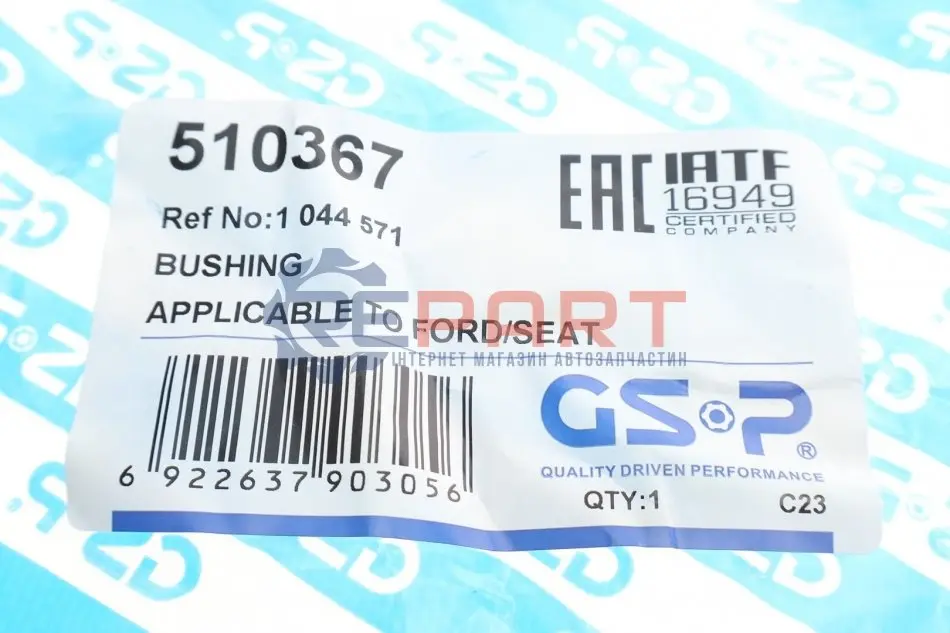 510367
Ref No:1 044 571
BUSHING
APPLICABLE TO FORD/SEAT
EAC IATF
16949
CERTIFIED
COMPANY
REPART
ІНТЕРНЕТ МАГАЗИН АВТОЗАПЧАСТИН
6 922637 903056
GSP®
QUALITY DRIVEN PERFORMANCE
QTY:1 C23